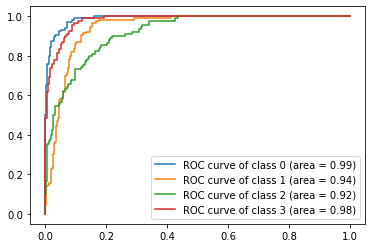 1.0
0.8
0.6
0.4
0.2
0.0
ROC curve of class 0 (area = 0.99)
ROC curve of class 1 (area = 0.94)
ROC curve of class 2 (area = 0.92)
ROC curve of class 3 (area = 0.98)
0.0 0.2 0.4 0.6 0.8 1.0